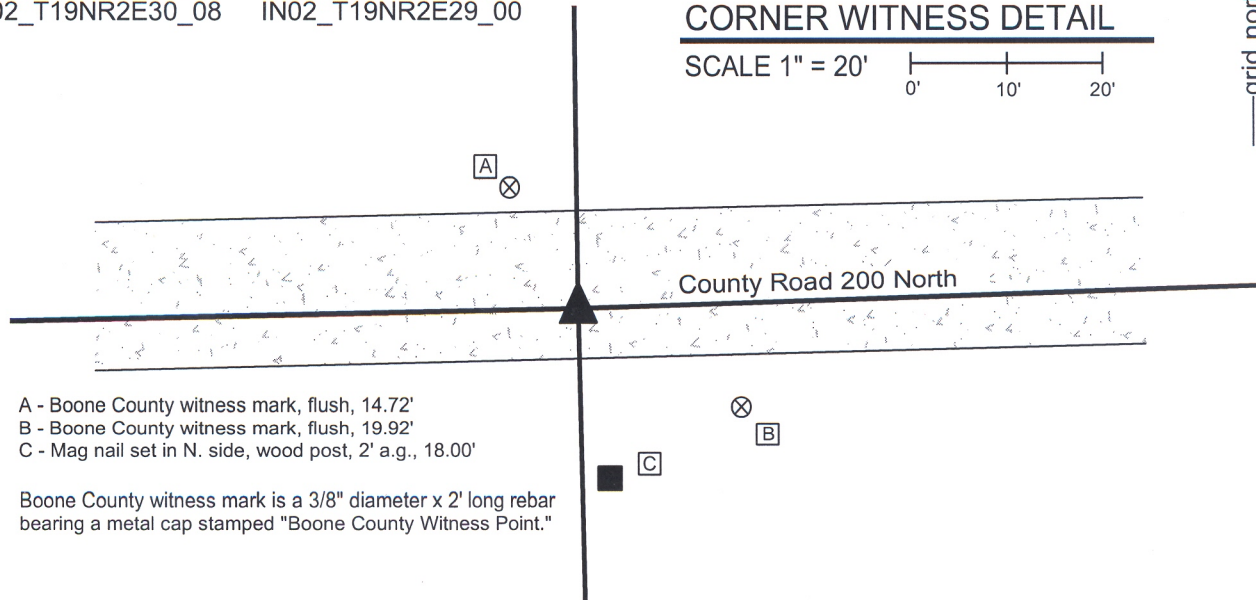 02_T19NR2E30_08 IN02_T19NR2E29_00
CORNER WITNESS DETAIL
SCALE 1" = 20'
0' 10' 20'
A
County Road 200 North
A - Boone County witness mark, flush, 14.72'
B - Boone County witness mark, flush, 19.92'
C - Mag nail set in N. side, wood post, 2' a.g., 18.00'
B
C
Boone County witness mark is a 3/8" diameter x 2' long rebar
bearing a metal cap stamped "Boone County Witness Point."